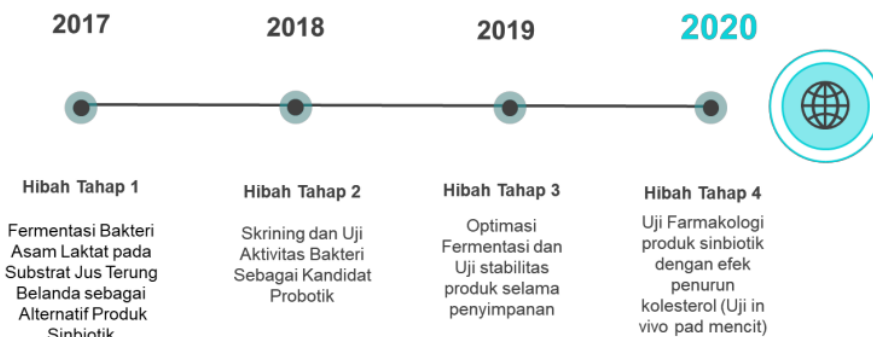 2017
2018
2019
2020
Hibah Tahap 1
Fermentasi Bakteri
Asam Laktat pada
Substrat Jus Terung
Belanda sebagai
Alternatif Produk
Sinbiotik
Hibah Tahap 2
Skrining dan Uji
Aktivitas Bakteri
Sebagai Kandidat
Probotik
Hibah Tahap 3
Optimasi
Fermentasi dan
Uji stabilitas
produk selama
penyimpanan
Hibah Tahap 4
Uji Farmakologi
produk sinbiotik
dengan efek
penurun
kolesterol (Uji in
vivo pad mencit)